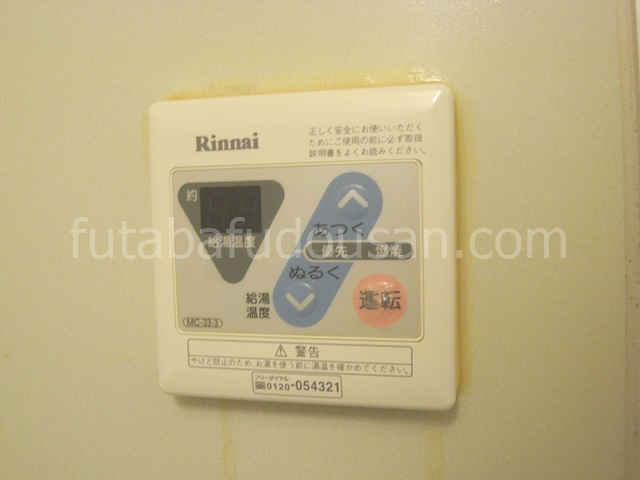 Rinnai
正しく安全にお使いいただく
ためにご使用の前に必ず取扱
説明書をよくお読みください。
約
給湯温度
あつく
優先 燃焼
ぬるく
給湯
温度
運転
MC-33-3
⚠ 警告
やけど防止のため、お湯を使う前に湯温を確かめてください。
フリーダイヤル
0120-054321
futabafudousan.com